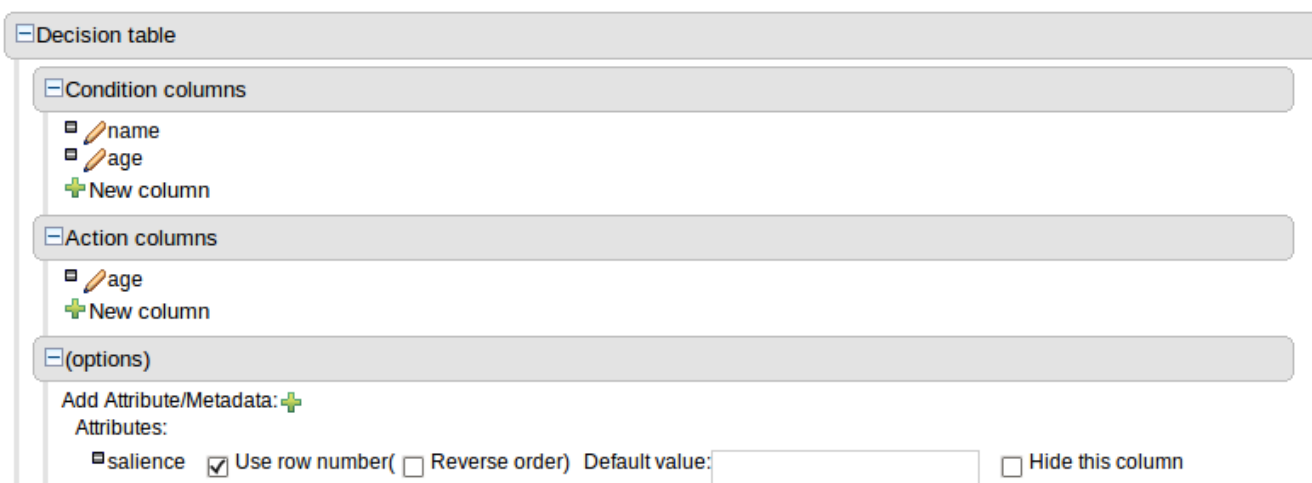 Decision table
Condition columns
name
age
New column
Action columns
age
New column
(options)
Add Attribute/Metadata:
Attributes:
salience Use row number( Reverse order) Default value: Hide this column